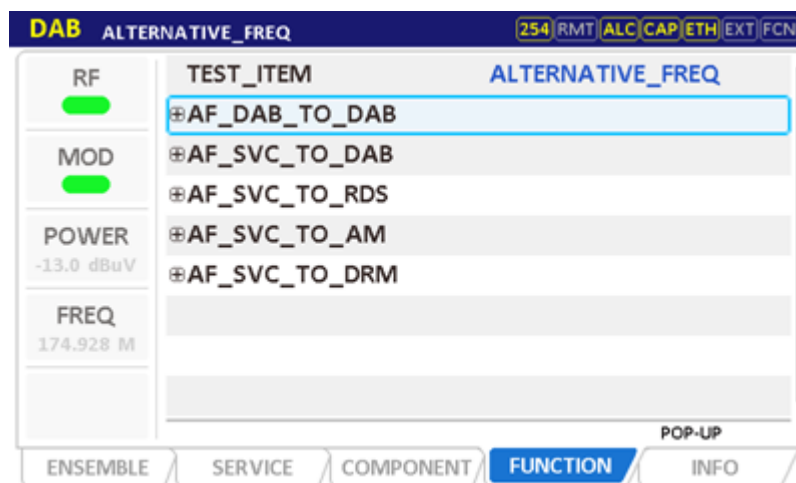 DAB ALTERNATIVE_FREQ 254 RMT ALC CAP ETH EXT FCN
RF
MOD
POWER
-13.0 dBuV
FREQ
174.928 M
TEST_ITEM ALTERNATIVE_FREQ
AF_DAB_TO_DAB
AF_SVC_TO_DAB
AF_SVC_TO_RDS
AF_SVC_TO_AM
AF_SVC_TO_DRM
POP-UP
ENSEMBLE SERVICE COMPONENT FUNCTION INFO